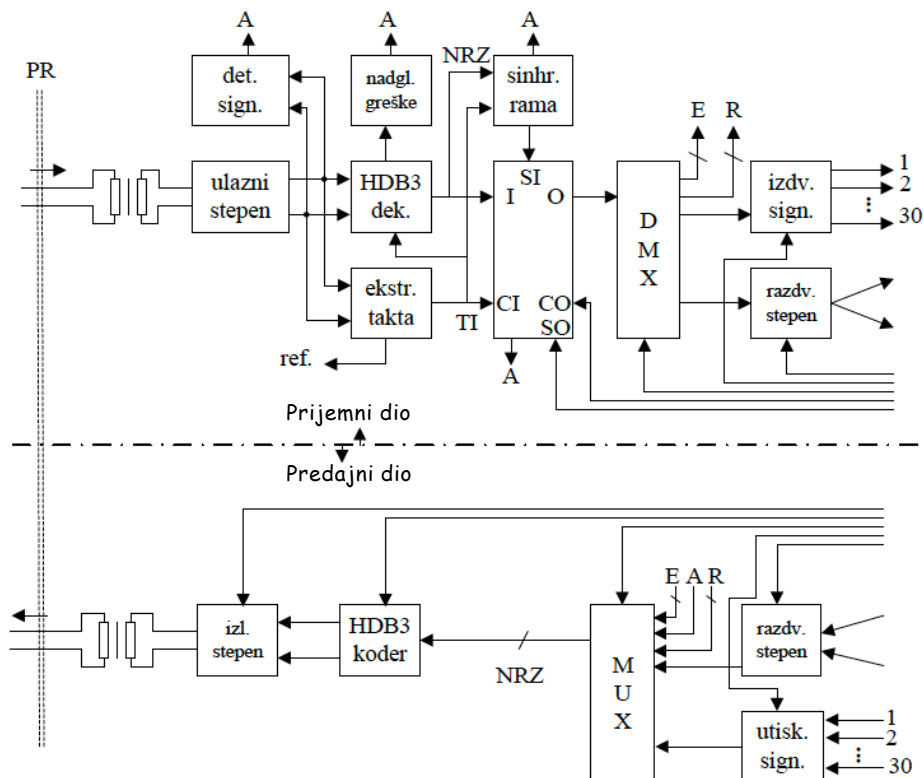 A
A
A
PR
NRZ
det.
sign.
nadgl.
greške
sinhr.
rama
E
R
ulazni
stepen
HDB3
dek.
SI
I
O
D
M
X
izdv.
sign.
1
2
30
ekstr.
takta
TI
CI
CO
SO
razdv.
stepen
ref.
A
Prijemni dio
Predajni dio
E A R
izl.
stepen
HDB3
koder
NRZ
M
U
X
razdv.
stepen
utisk.
sign.
1
2
30